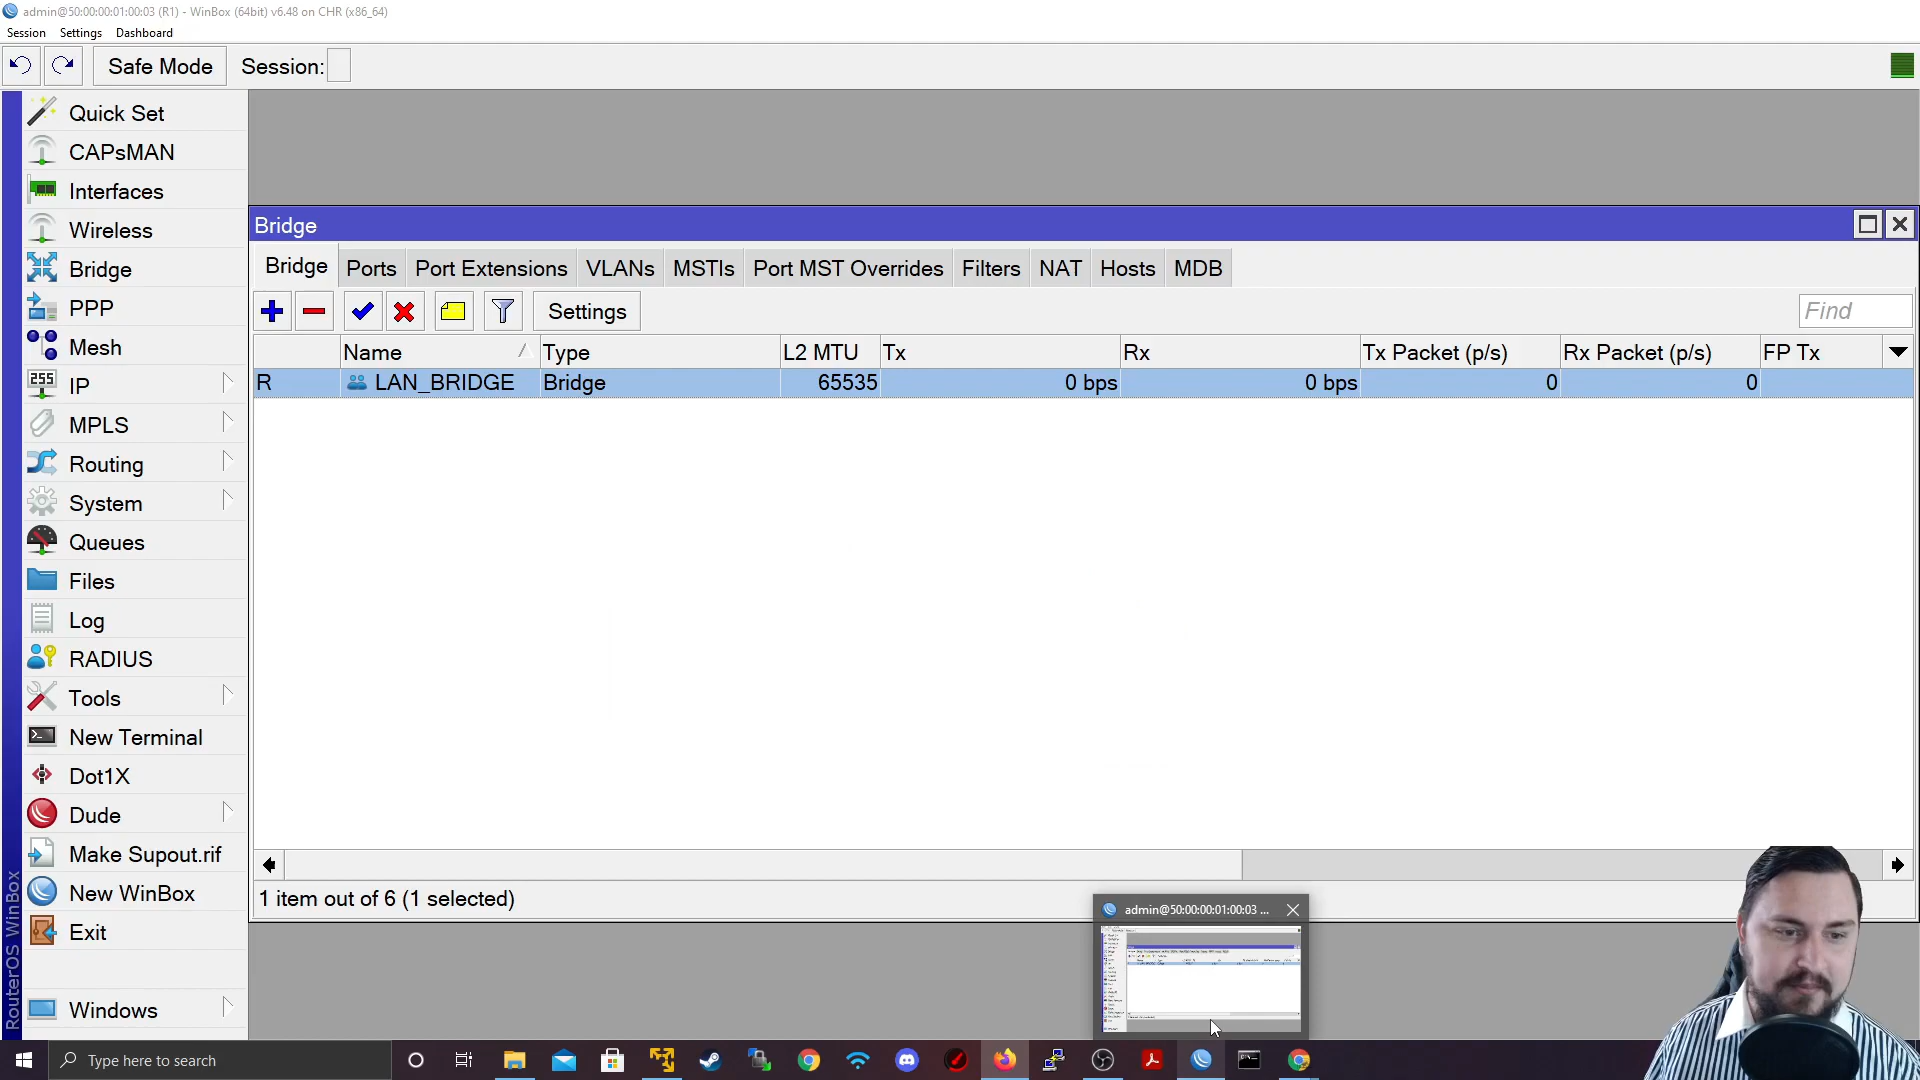 admin@50:00:00:01:00:03 (R1) - WinBox (64bit) v6.48 on CHR (x86_64)
Session Settings Dashboard
Safe Mode Session:
Quick Set
CAPsMAN
Interfaces
Wireless
Bridge
PPP
Mesh
255 IP
MPLS
Routing
System
Queues
Files
Log
RADIUS
Tools
New Terminal
Dot1X
Dude
Make Supout.rif
New WinBox
Exit
Windows
RouterOS WinBox
Bridge
Bridge Ports Port Extensions VLANs MSTIs Port MST Overrides Filters NAT Hosts MDB
Settings Find
Name Type L2 MTU Tx Rx Tx Packet (p/s) Rx Packet (p/s) FP Tx
R LAN_BRIDGE Bridge 65535 0 bps 0 bps 0 0
1 item out of 6 (1 selected)
admin@50:00:00:01:00:03 ...
Type here to search